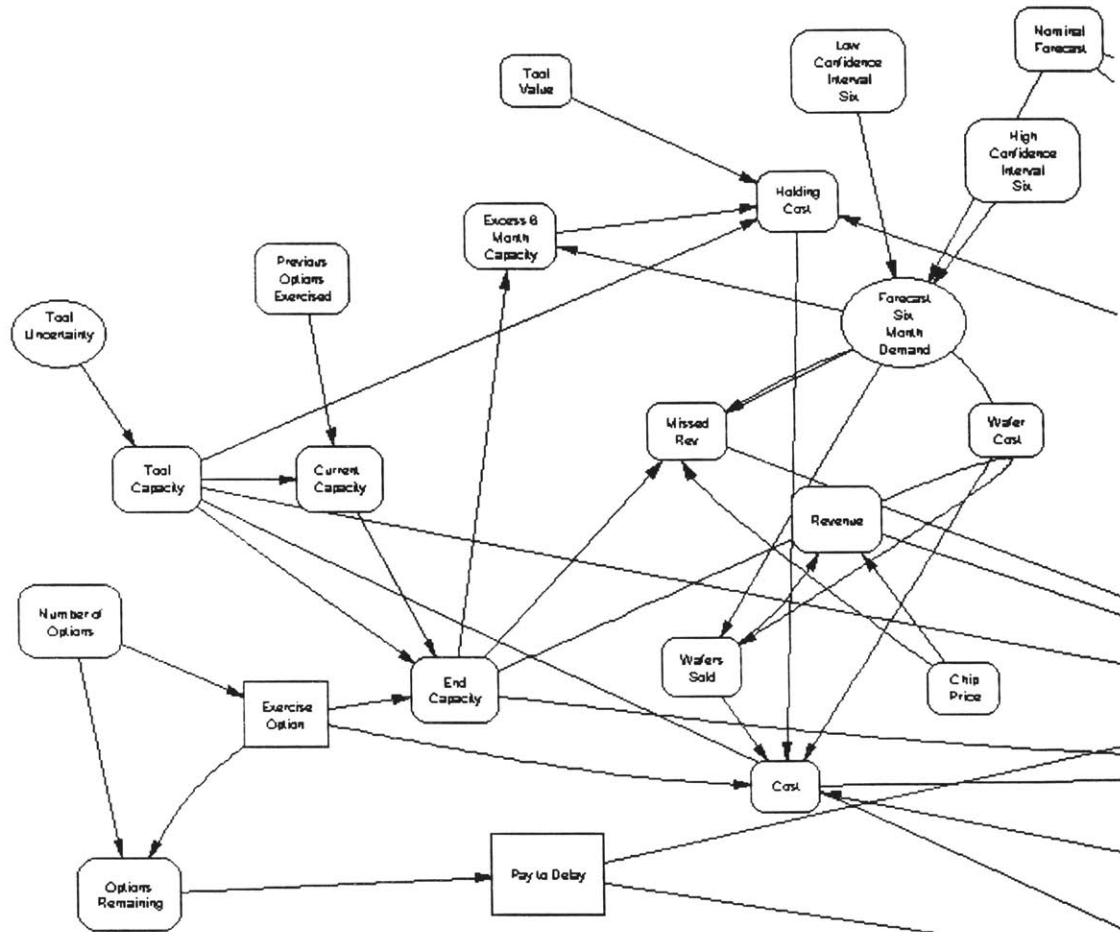 Nominal
Forecast
Low
Confidence
Interval
Six
Tool
Value
High
Confidence
Interval
Six
Holding
Cost
Excess 6
Month
Capacity
Previous
Options
Exercised
Forecast
Six
Month
Demand
Tool
Uncertainty
Missed
Rev
Wafer
Cost
Tool
Capacity
Current
Capacity
Revenue
Number of
Options
Wafers
Sold
End
Capacity
Chip
Price
Exercise
Option
Cost
Pay to Delay
Options
Remaining